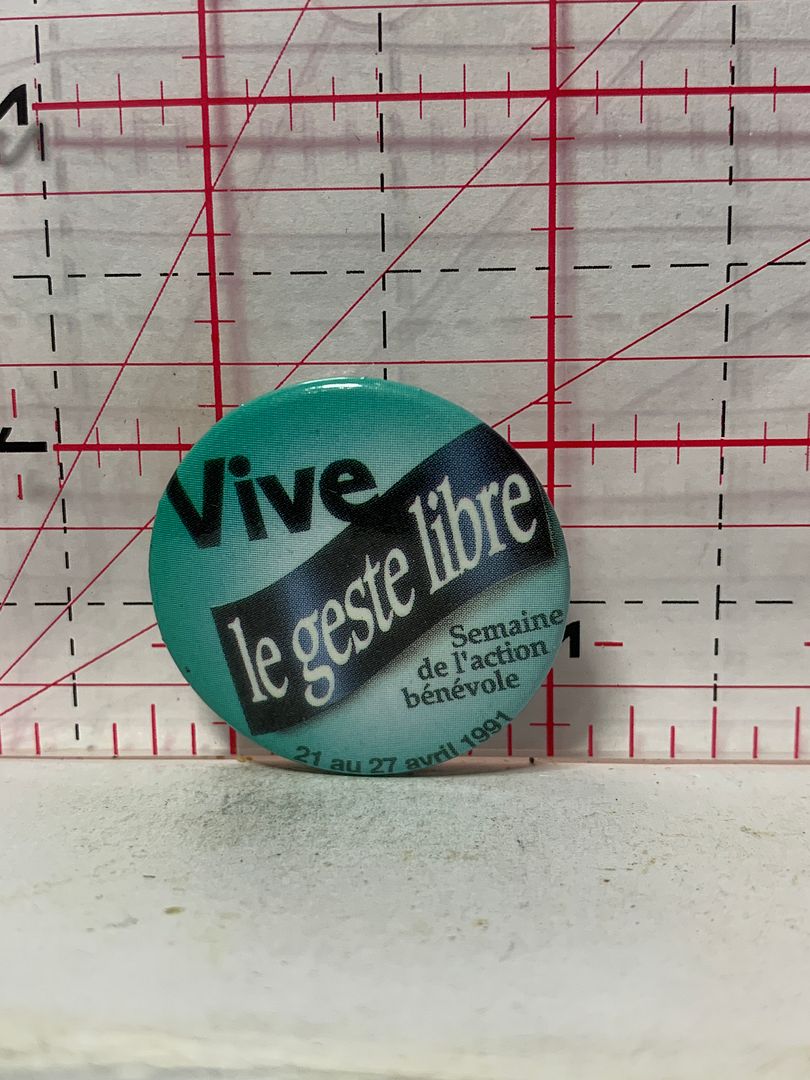 Vive
le geste libre
Semaine
de l'action
bénévole
21 au 27 avril 1991